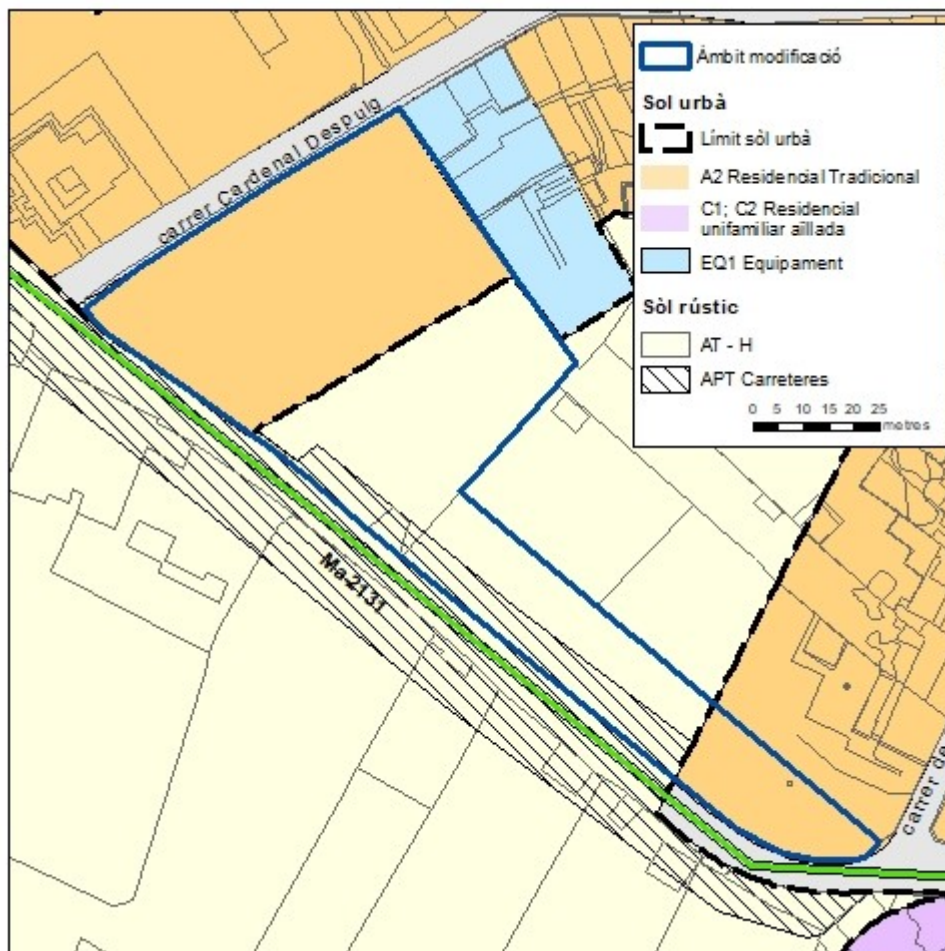 Àmbit modificació
Sol urbà
Límit sòl urbà
A2 Residencial Tradicional
C1; C2 Residencial
unifamiliar aïllada
EQ1 Equipament
Sòl rústic
AT - H
APT Carreteres
0 5 10 15 20 25
metres
carrer Cardenal Despuig
Ma-2131
carrer de